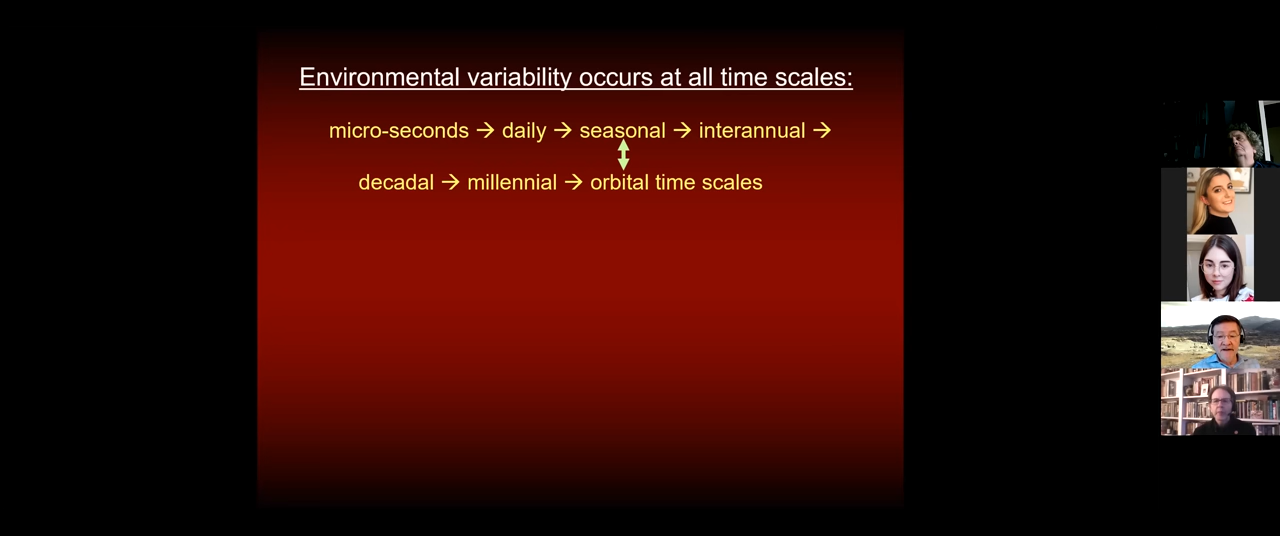 Environmental variability occurs at all time scales:
micro-seconds → daily → seasonal → interannual →
decadal → millennial → orbital time scales